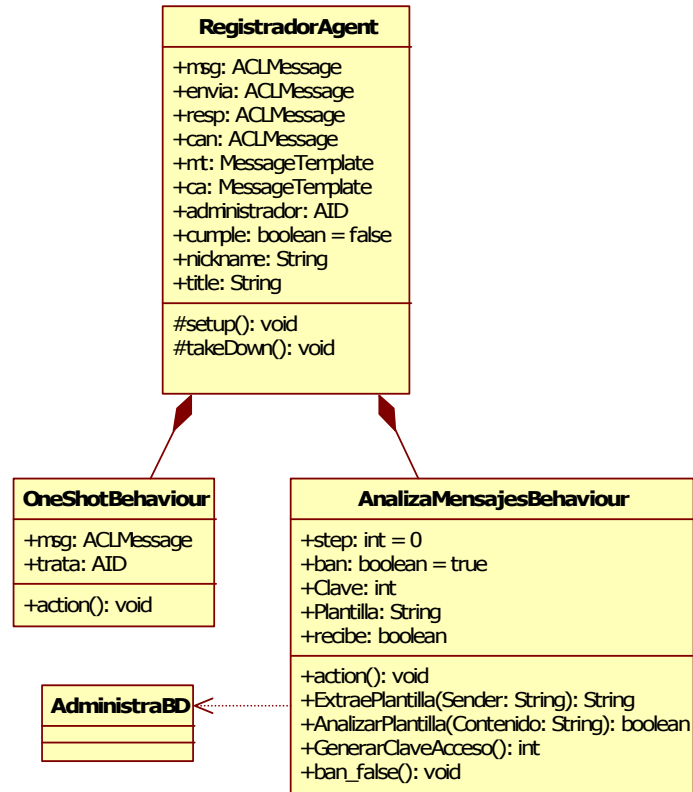 RegistradorAgent
+msg: ACLMessage
+envia: ACLMessage
+resp: ACLMessage
+can: ACLMessage
+mt: MessageTemplate
+ca: MessageTemplate
+administrador: AID
+cumple: boolean = false
+nickname: String
+title: String
#setup(): void
#takeDown(): void
OneShotBehaviour
+msg: ACLMessage
+trata: AID
+action(): void
AnalizaMensajesBehaviour
+step: int = 0
+ban: boolean = true
+Clave: int
+Plantilla: String
+recibe: boolean
+action(): void
+ExtraePlantilla(Sender: String): String
+AnalizarPlantilla(Contenido: String): boolean
+GenerarClaveAcceso(): int
+ban_false(): void
AdministraBD